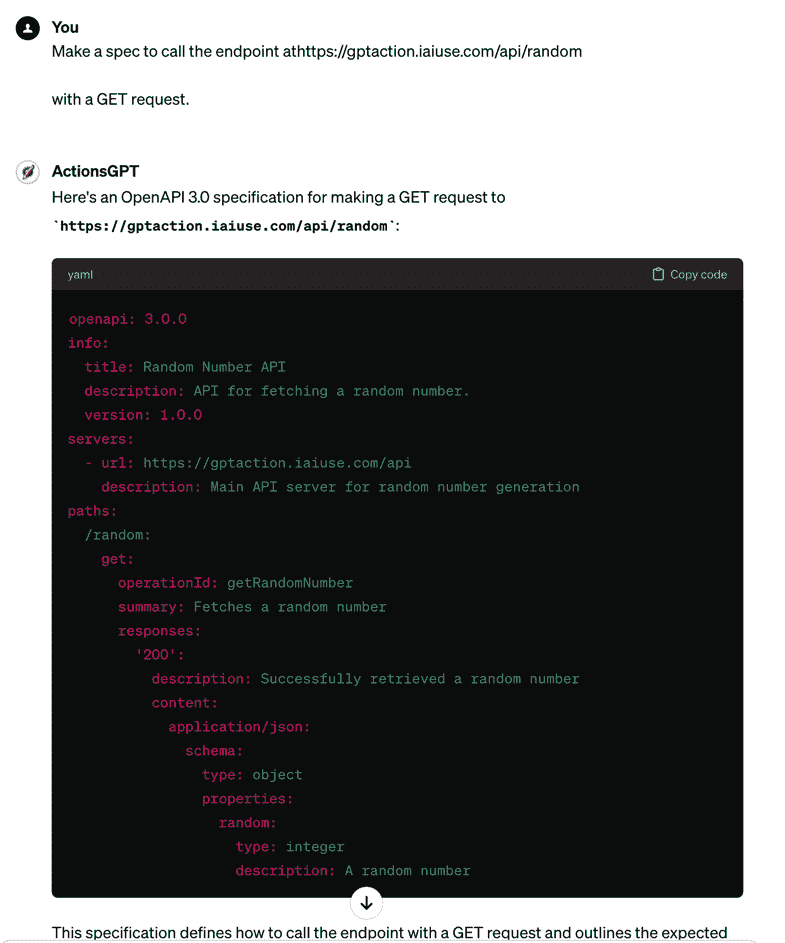 You
Make a spec to call the endpoint athttps://gptaction.iaiuse.com/api/random
with a GET request.
ActionsGPT
Here's an OpenAPI 3.0 specification for making a GET request to
`https://gptaction.iaiuse.com/api/random`:
yaml Copy code
openapi: 3.0.0
info:
  title: Random Number API
  description: API for fetching a random number.
  version: 1.0.0
servers:
  - url: https://gptaction.iaiuse.com/api
    description: Main API server for random number generation
paths:
  /random:
    get:
      operationId: getRandomNumber
      summary: Fetches a random number
      responses:
        '200':
          description: Successfully retrieved a random number
          content:
            application/json:
              schema:
                type: object
                properties:
                  random:
                    type: integer
                    description: A random number
This specification defines how to call the endpoint with a GET request and outlines the expected